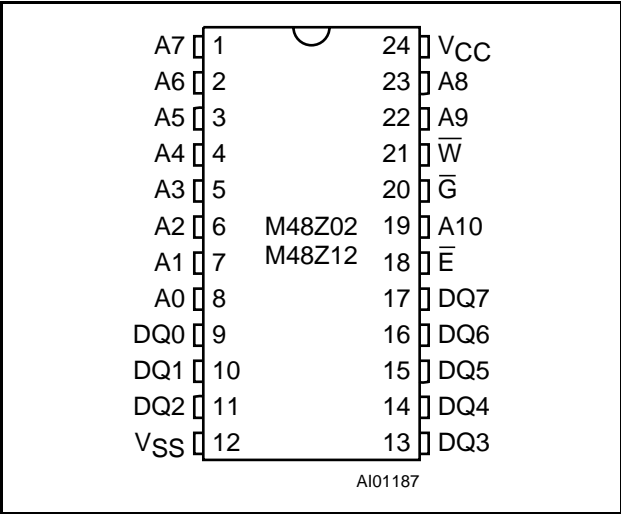 A7 1 24 VCC
A6 2 23 A8
A5 3 22 A9
A4 4 21 W̅
A3 5 20 G̅
A2 6 M48Z02 19 A10
A1 7 M48Z12 18 E̅
A0 8 17 DQ7
DQ0 9 16 DQ6
DQ1 10 15 DQ5
DQ2 11 14 DQ4
VSS 12 13 DQ3
AI01187